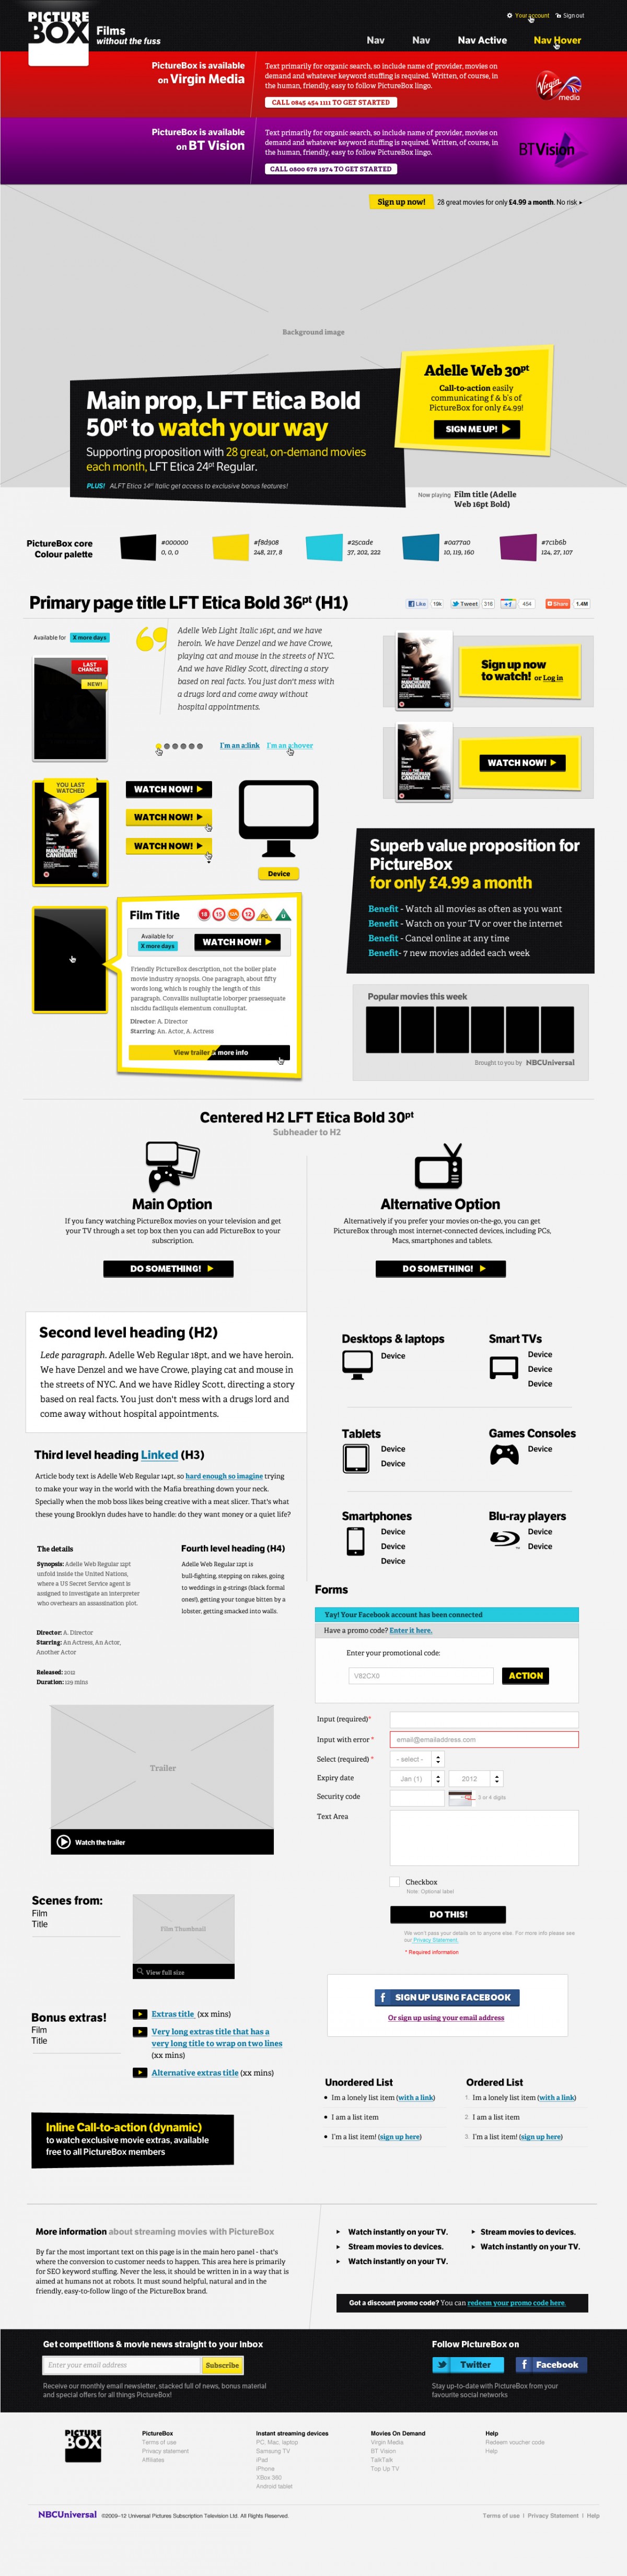 PICTURE
BOX
Films
without the fuss
Your account
Sign out
Nav
Nav
Nav Active
Nav Hover
PictureBox is available
on Virgin Media
Text primarily for organic search, so include name of provider, movies on
demand and whatever keyword stuffing is required. Written, of course, in
the human, friendly, easy to follow PictureBox lingo.
CALL 0845 454 1111 TO GET STARTED
Virgin
media
PictureBox is available
on BT Vision
Text primarily for organic search, so include name of provider, movies on
demand and whatever keyword stuffing is required. Written, of course, in
the human, friendly, easy to follow PictureBox lingo.
CALL 0800 678 1974 TO GET STARTED
BTVision
Sign up now!
28 great movies for only £4.99 a month. No risk
Background image
Adelle Web 30pt
Call-to-action easily
communicating f & b's of
PictureBox for only £4.99!
SIGN ME UP!
Main prop, LFT Etica Bold
50pt to watch your way
Supporting proposition with 28 great, on-demand movies
each month, LFT Etica 24pt Regular.
PLUS! ALFT Etica 14pt Italic get access to exclusive bonus features!
Now playing Film title (Adelle
Web 16pt Bold)
PictureBox core
Colour palette
#000000
0, 0, 0
#f8d908
248, 217, 8
#25cade
37, 202, 222
#0a77a0
10, 119, 160
#7c1b6b
124, 27, 107
Primary page title LFT Etica Bold 36pt (H1)
Like 19k
Tweet 318
+1 454
Share 1.4M
Available for X more days
LAST
CHANCE!
NEW!
Adelle Web Light Italic 16pt, and we have
heroin. We have Denzel and we have Crowe,
playing cat and mouse in the streets of NYC.
And we have Ridley Scott, directing a story
based on real facts. You just don't mess with
a drugs lord and come away without
hospital appointments.
I'm an a:link
I'm an a:hover
Sign up now
to watch! or Log in
WATCH NOW!
YOU LAST
WATCHED
THE
MANCHURIAN
CANDIDATE
WATCH NOW!
WATCH NOW!
WATCH NOW!
Device
Superb value proposition for
PictureBox
for only £4.99 a month
Benefit - Watch all movies as often as you want
Benefit - Watch on your TV or over the internet
Benefit - Cancel online at any time
Benefit- 7 new movies added each week
Film Title
18 15 12A 12 PG U
Available for
X more days
WATCH NOW!
Friendly PictureBox description, not the boiler plate
movie industry synopsis. One paragraph, about fifty
words long, which is roughly the length of this
paragraph. Convallis nulluptatie loborper praessequate
niscidu faciliquis elementum conulluptat.
Director: A. Director
Starring: An. Actor, A. Actress
View trailer & more info
Popular movies this week
Brought to you by NBCUniversal
Centered H2 LFT Etica Bold 30pt
Subheader to H2
Main Option
If you fancy watching PictureBox movies on your television and get
your TV through a set top box then you can add PictureBox to your
subscription.
DO SOMETHING!
Alternative Option
Alternatively if you prefer your movies on-the-go, you can get
PictureBox through most internet-connected devices, including PCs,
Macs, smartphones and tablets.
DO SOMETHING!
Second level heading (H2)
Lede paragraph. Adelle Web Regular 18pt, and we have heroin.
We have Denzel and we have Crowe, playing cat and mouse in
the streets of NYC. And we have Ridley Scott, directing a story
based on real facts. You just don't mess with a drugs lord and
come away without hospital appointments.
Third level heading Linked (H3)
Article body text is Adelle Web Regular 14pt, so hard enough so imagine trying
to make your way in the world with the Mafia breathing down your neck.
Specially when the mob boss likes being creative with a meat slicer. That's what
these young Brooklyn dudes have to handle: do they want money or a quiet life?
The details
Synopsis: Adelle Web Regular 12pt
unfold inside the United Nations,
where a US Secret Service agent is
assigned to investigate an interpreter
who overhears an assassination plot.
Director: A. Director
Starring: An Actress, An Actor,
Another Actor
Released: 2012
Duration: 129 mins
Fourth level heading (H4)
Adelle Web Regular 12pt is
bull-fighting, stepping on rakes, going
to weddings in g-strings (black formal
ones!), getting your tongue bitten by a
lobster, getting smacked into walls.
Desktops & laptops
Device
Smart TVs
Device
Device
Device
Tablets
Device
Device
Games Consoles
Device
Smartphones
Device
Device
Device
Blu-ray players
Device
Device
Forms
Yay! Your Facebook account has been connected
Have a promo code? Enter it here.
Enter your promotional code:
V82CX0
ACTION
Input (required)*
Input with error *
email@emailaddress.com
Select (required) *
- select -
Expiry date
Jan (1)
2012
Security code
3 or 4 digits
Text Area
Checkbox
Note: Optional label
DO THIS!
We won't pass your details on to anyone else. For more info please see
our Privacy Statement
* Required information
Trailer
Watch the trailer
Scenes from:
Film
Title
Film Thumbnail
View full size
SIGN UP USING FACEBOOK
Or sign up using your email address
Bonus extras!
Film
Title
Extras title (xx mins)
Very long extras title that has a
very long title to wrap on two lines
(xx mins)
Alternative extras title (xx mins)
Unordered List
Im a lonely list item (with a link)
I am a list item
I'm a list item! (sign up here)
Ordered List
1. Im a lonely list item (with a link)
2. I am a list item
3. I'm a list item! (sign up here)
Inline Call-to-action (dynamic)
to watch exclusive movie extras, available
free to all PictureBox members
More information about streaming movies with PictureBox
By far the most important text on this page is in the main hero panel - that's
where the conversion to customer needs to happen. This area here is primarily
for SEO keyword stuffing. Never the less, it should be written in in a way that is
aimed at humans not at robots. It must sound helpful, natural and in the
friendly, easy-to-follow lingo of the PictureBox brand.
Watch instantly on your TV.
Stream movies to devices.
Watch instantly on your TV.
Stream movies to devices.
Watch instantly on your TV.
Got a discount promo code? You can redeem your promo code here.
Get competitions & movie news straight to your inbox
Enter your email address
Subscribe
Receive our monthly email newsletter, stacked full of news, bonus material
and special offers for all things PictureBox!
Follow PictureBox on
Twitter
Facebook
Stay up-to-date with PictureBox from your
favourite social networks
PICTURE
BOX
PictureBox
Terms of use
Privacy statement
Affiliates
Instant streaming devices
PC, Mac, laptop
Samsung TV
iPad
iPhone
XBox 360
Android tablet
Movies On Demand
Virgin Media
BT Vision
TalkTalk
Top Up TV
Help
Redeem voucher code
Help
NBCUniversal ©2009–12 Universal Pictures Subscription Television Ltd. All Rights Reserved.
Terms of use | Privacy Statement | Help